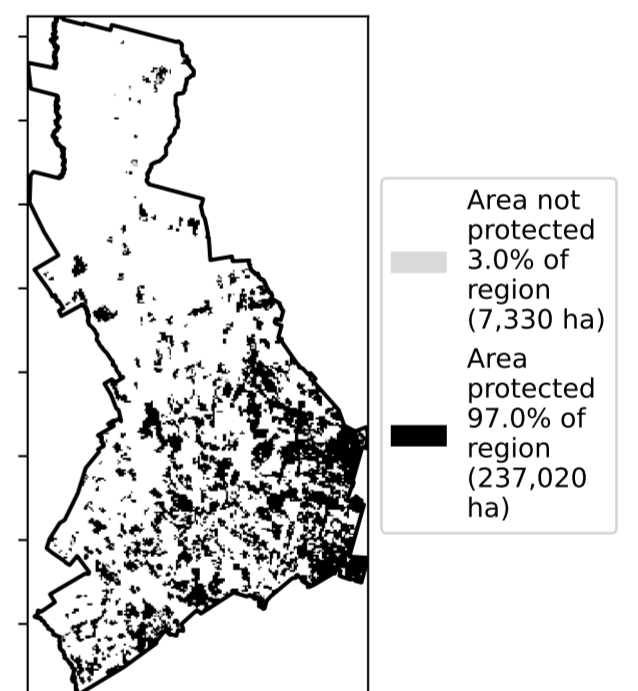 Area not
protected
3.0% of
region
(7,330 ha)
Area
protected
97.0% of
region
(237,020
ha)